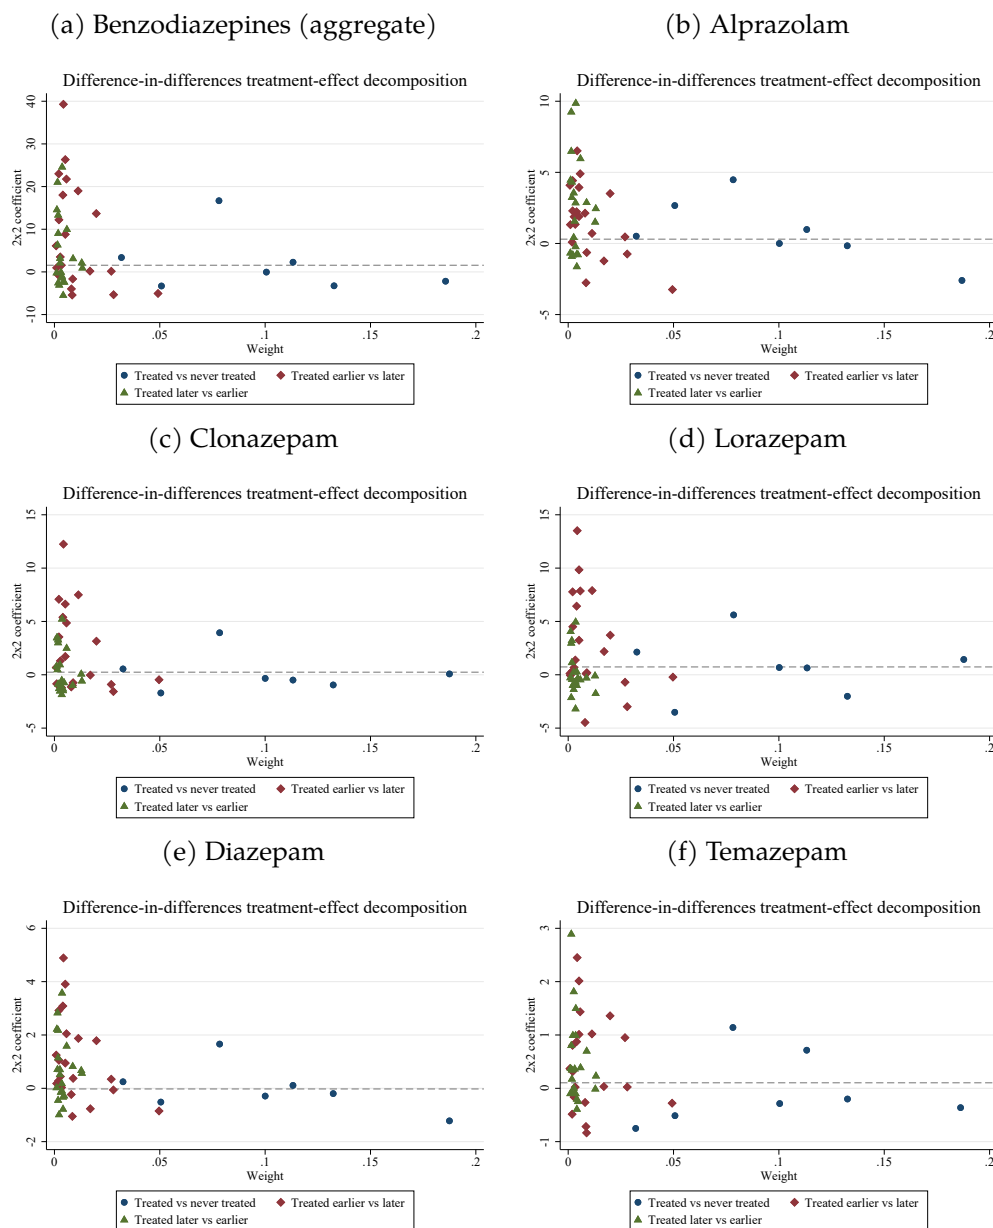 (a) Benzodiazepines (aggregate)
(b) Alprazolam
Difference-in-differences treatment-effect decomposition
2x2 coefficient
40
30
20
10
0
-10
0
.05
.1
.15
.2
Weight
Treated vs never treated
Treated earlier vs later
Treated later vs earlier
Difference-in-differences treatment-effect decomposition
2x2 coefficient
10
5
0
-5
0
.05
.1
.15
.2
Weight
Treated vs never treated
Treated earlier vs later
Treated later vs earlier
(c) Clonazepam
(d) Lorazepam
Difference-in-differences treatment-effect decomposition
2x2 coefficient
15
10
5
0
-5
0
.05
.1
.15
.2
Weight
Treated vs never treated
Treated earlier vs later
Treated later vs earlier
Difference-in-differences treatment-effect decomposition
2x2 coefficient
15
10
5
0
-5
0
.05
.1
.15
.2
Weight
Treated vs never treated
Treated earlier vs later
Treated later vs earlier
(e) Diazepam
(f) Temazepam
Difference-in-differences treatment-effect decomposition
2x2 coefficient
6
4
2
0
-2
0
.05
.1
.15
.2
Weight
Treated vs never treated
Treated earlier vs later
Treated later vs earlier
Difference-in-differences treatment-effect decomposition
2x2 coefficient
3
2
1
0
-1
0
.05
.1
.15
.2
Weight
Treated vs never treated
Treated earlier vs later
Treated later vs earlier